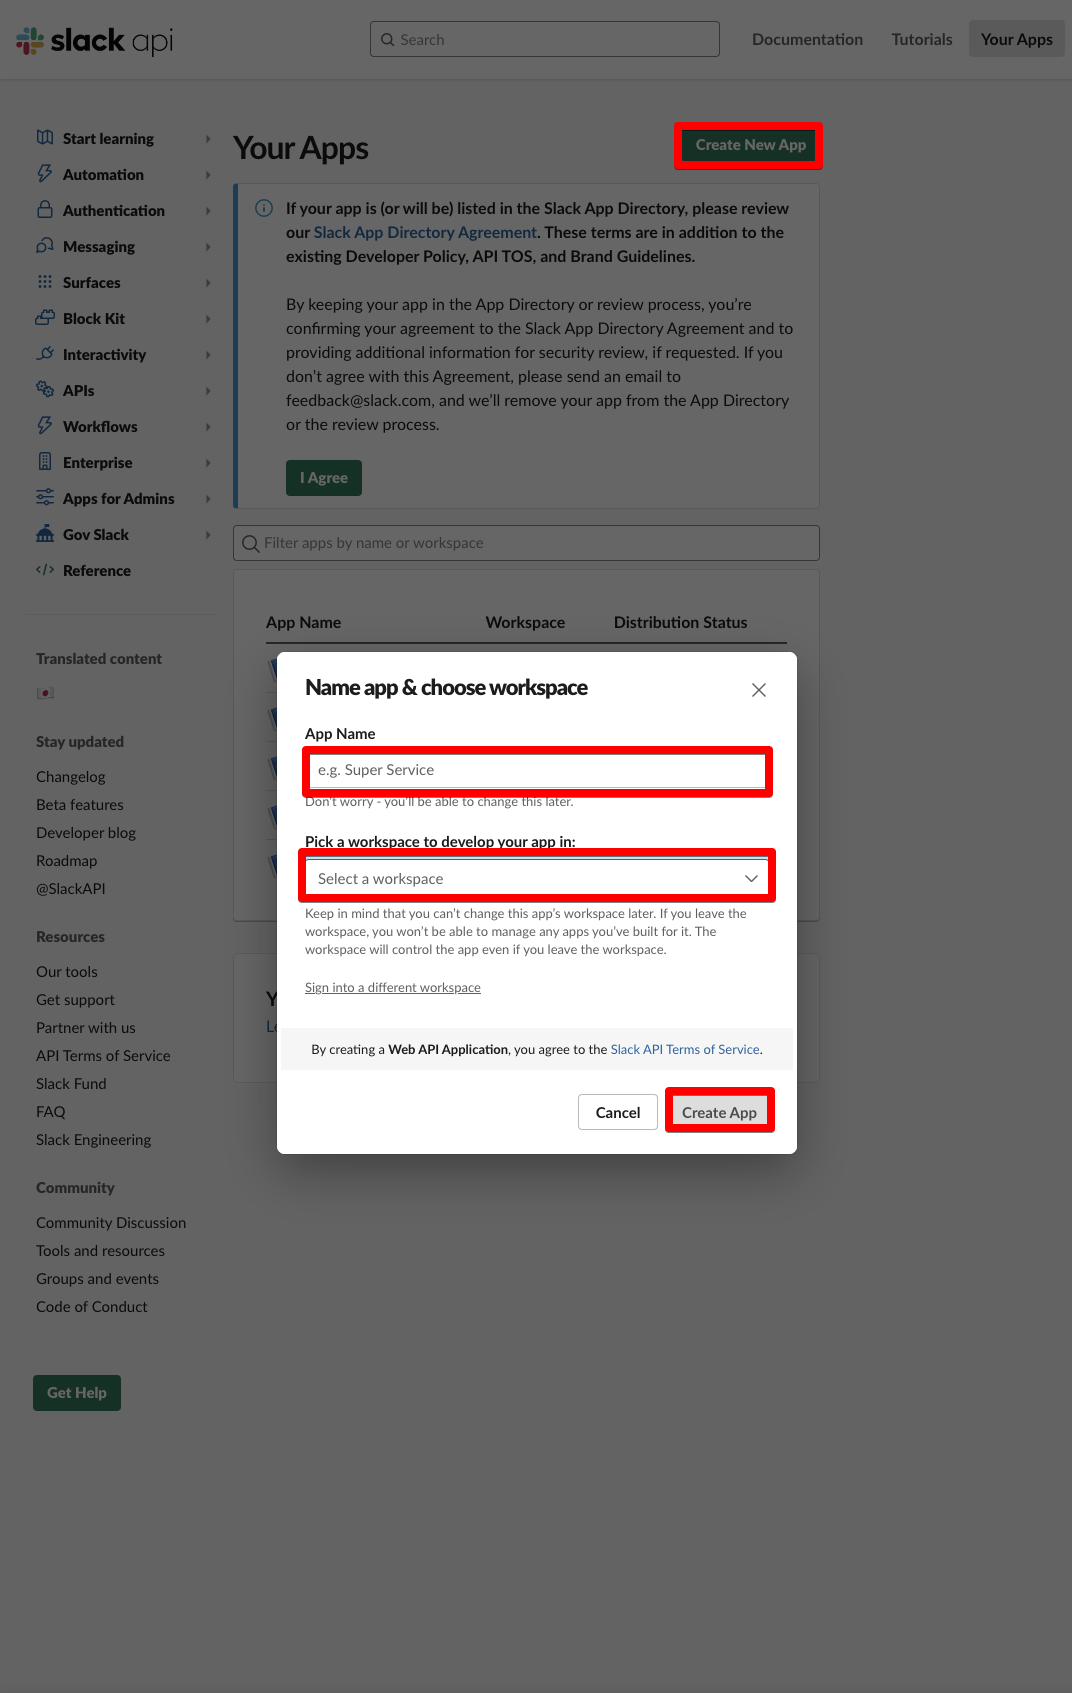 slack api
Search
Documentation
Tutorials
Your Apps
Start learning
Automation
Authentication
Messaging
Surfaces
Block Kit
Interactivity
APIs
Workflows
Enterprise
Apps for Admins
Gov Slack
Reference
Translated content
Stay updated
Changelog
Beta features
Developer blog
Roadmap
@SlackAPI
Resources
Our tools
Get support
Partner with us
API Terms of Service
Slack Fund
FAQ
Slack Engineering
Community
Community Discussion
Tools and resources
Groups and events
Code of Conduct
Get Help
Your Apps
Create New App
If your app is (or will be) listed in the Slack App Directory, please review
our Slack App Directory Agreement. These terms are in addition to the
existing Developer Policy, API TOS, and Brand Guidelines.
By keeping your app in the App Directory or review process, you’re
confirming your agreement to the Slack App Directory Agreement and to
providing additional information for security review, if requested. If you
don’t agree with this Agreement, please send an email to
feedback@slack.com, and we’ll remove your app from the App Directory
or the review process.
I Agree
Filter apps by name or workspace
App Name
Workspace
Distribution Status
Name app & choose workspace
App Name
e.g. Super Service
Don’t worry - you’ll be able to change this later.
Pick a workspace to develop your app in:
Select a workspace
Keep in mind that you can’t change this app’s workspace later. If you leave the
workspace, you won’t be able to manage any apps you’ve built for it. The
workspace will control the app even if you leave the workspace.
Sign into a different workspace
By creating a Web API Application, you agree to the Slack API Terms of Service.
Cancel
Create App